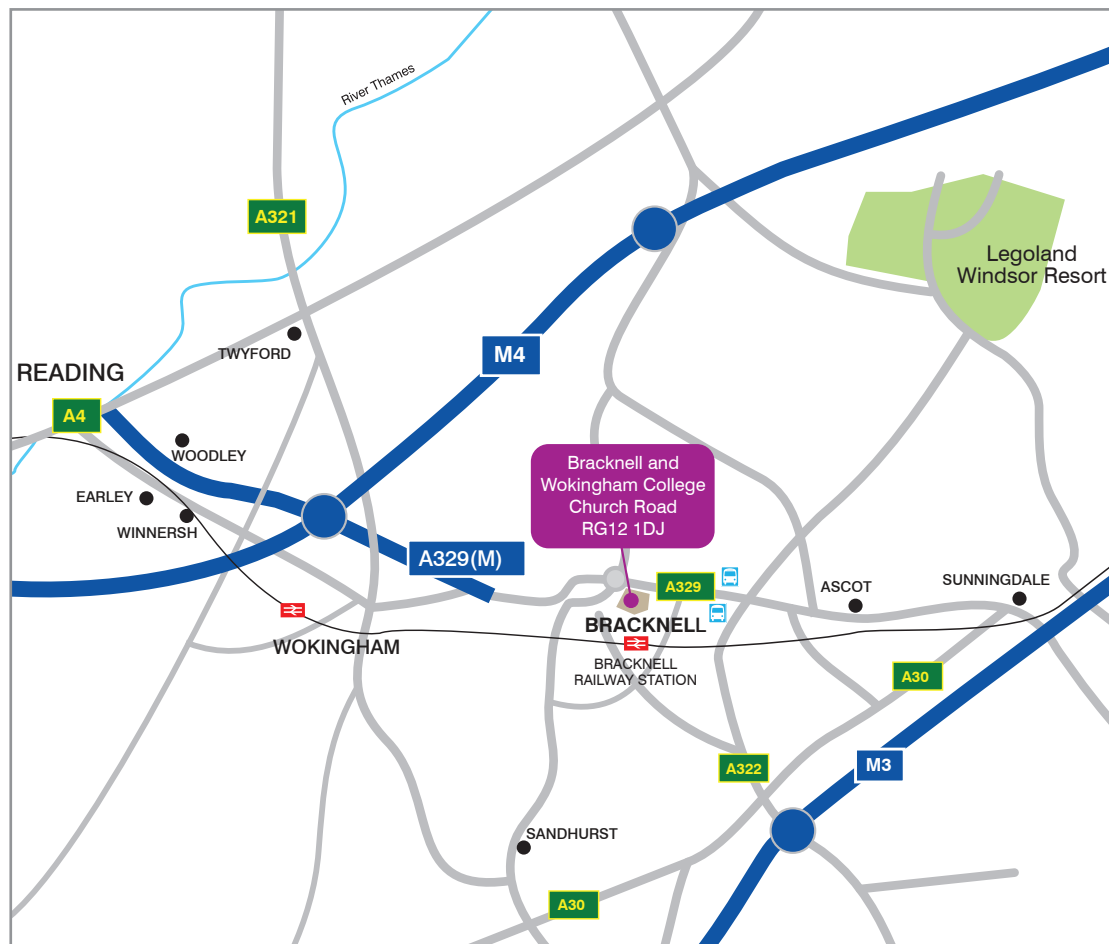 River Thames
A321
Legoland
Windsor Resort
TWYFORD
M4
READING
A4
WOODLEY
EARLEY
WINNERSH
Bracknell and
Wokingham College
Church Road
RG12 1DJ
A329(M)
A329
ASCOT
SUNNINGDALE
BRACKNELL
WOKINGHAM
BRACKNELL
RAILWAY STATION
A30
A322
M3
SANDHURST
A30